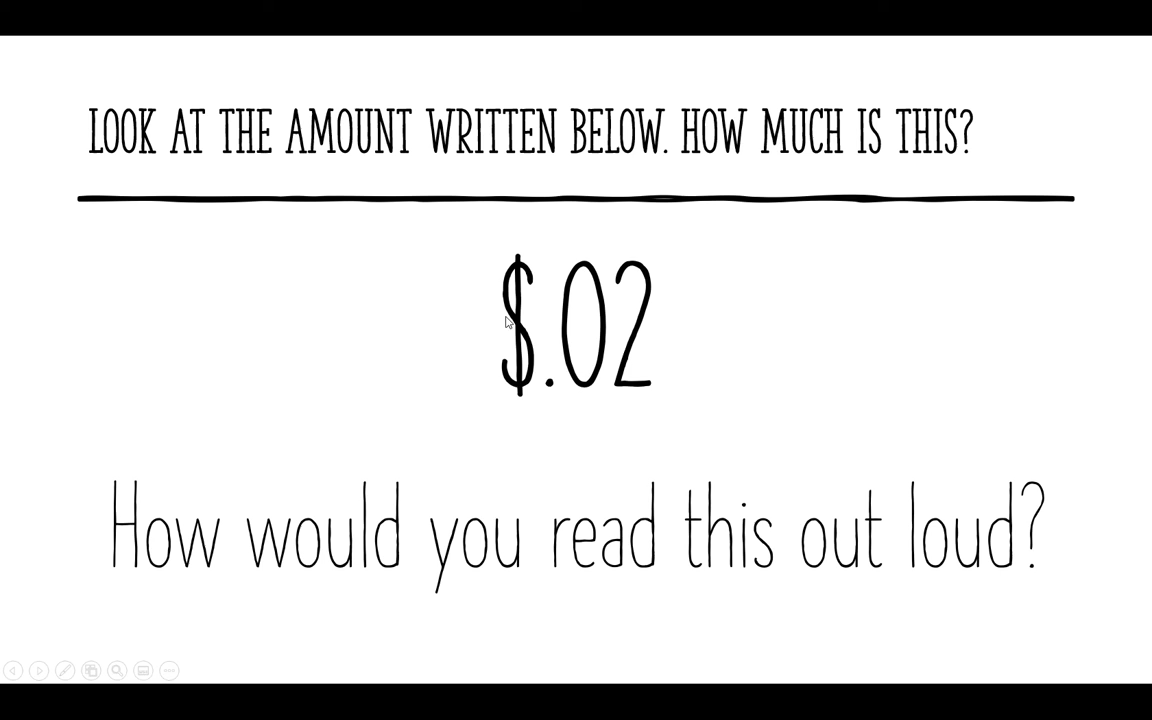 LOOK AT THE AMOUNT WRITTEN BELOW. HOW MUCH IS THIS?
$.02
How would you read this out loud?